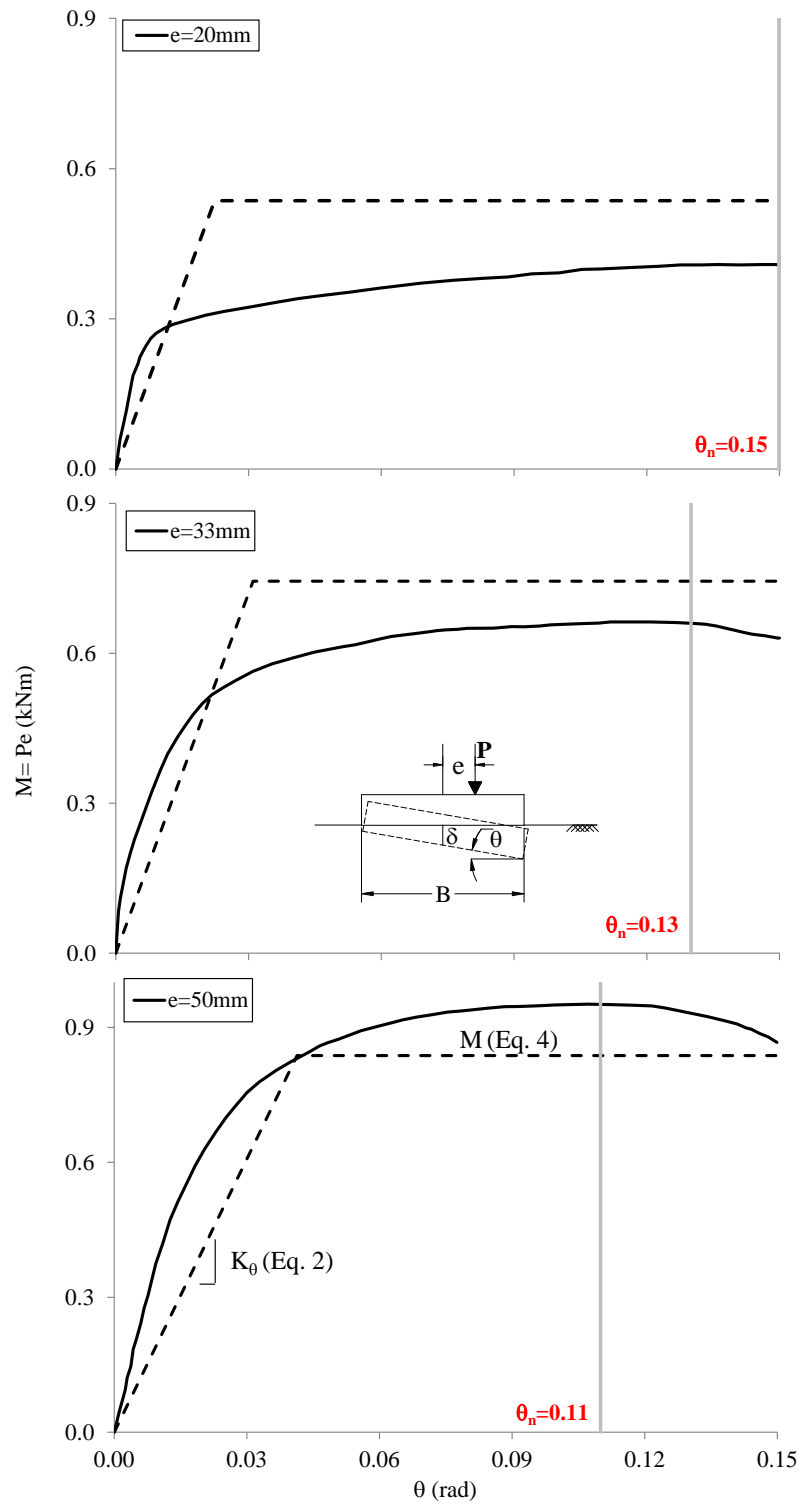 0.9
e=20mm
0.6
0.3
θn=0.15
0.0
0.9
e=33mm
0.6
M= Pe (kNm)
P
e
0.3
δ
θ
B
θn=0.13
0.0
e=50mm
0.9
M (Eq. 4)
0.6
Kθ (Eq. 2)
0.3
θn=0.11
0.0
0.00 0.03 0.06 0.09 0.12 0.15
θ (rad)